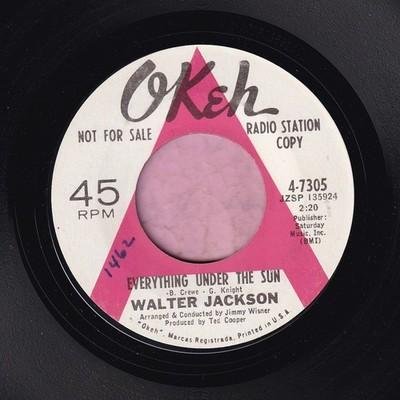 OKeh
NOT FOR SALE
RADIO STATION
COPY
45
RPM
4-7305
JZSP 135924
2:20
Publisher:
Saturday
Music, Inc.
(BMI)
1462
EVERYTHING UNDER THE SUN
- B. Crewe - G. Knight -
WALTER JACKSON
Arranged & Conducted by Jimmy Wisner
Produced by Ted Cooper
"Okeh" - Marcas Registrada. Printed in U.S.A.